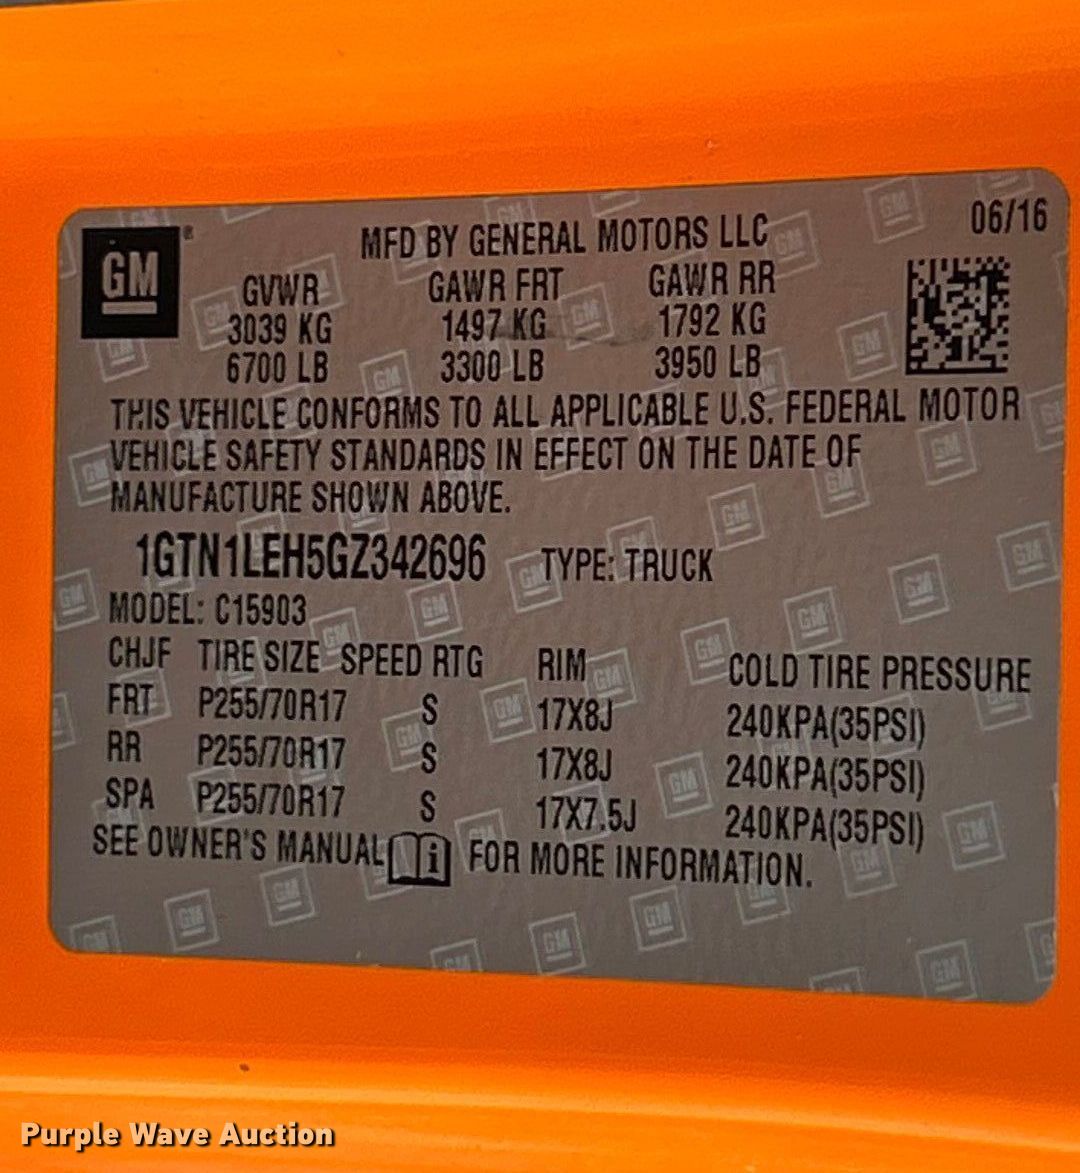 06/16
GM
MFD BY GENERAL MOTORS LLC
GVWR GAWR FRT GAWR RR
3039 KG 1497 KG 1792 KG
6700 LB 3300 LB 3950 LB
THIS VEHICLE CONFORMS TO ALL APPLICABLE U.S. FEDERAL MOTOR
VEHICLE SAFETY STANDARDS IN EFFECT ON THE DATE OF
MANUFACTURE SHOWN ABOVE.
1GTN1LEH5GZ342696 TYPE: TRUCK
MODEL: C15903
CHJF TIRE SIZE SPEED RTG RIM COLD TIRE PRESSURE
FRT P255/70R17 S 17X8J 240KPA(35PSI)
RR P255/70R17 S 17X8J 240KPA(35PSI)
SPA P255/70R17 S 17X7.5J 240KPA(35PSI)
SEE OWNER'S MANUAL i FOR MORE INFORMATION.
Purple Wave Auction